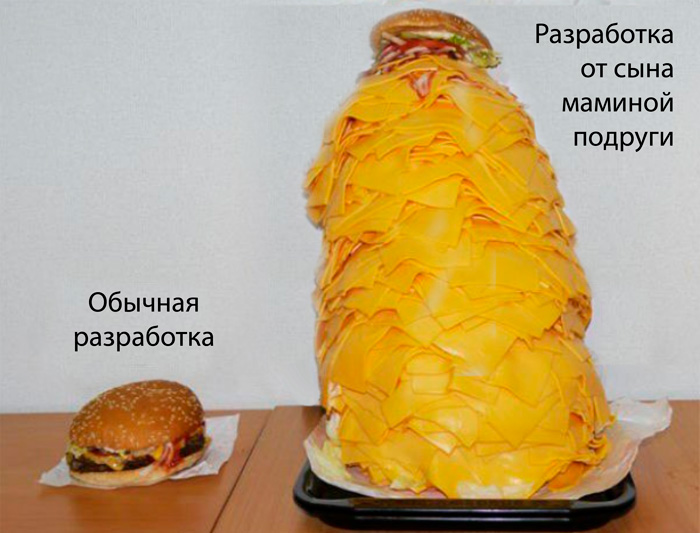 Разработка
от сына
маминой
подруги
Обычная
разработка